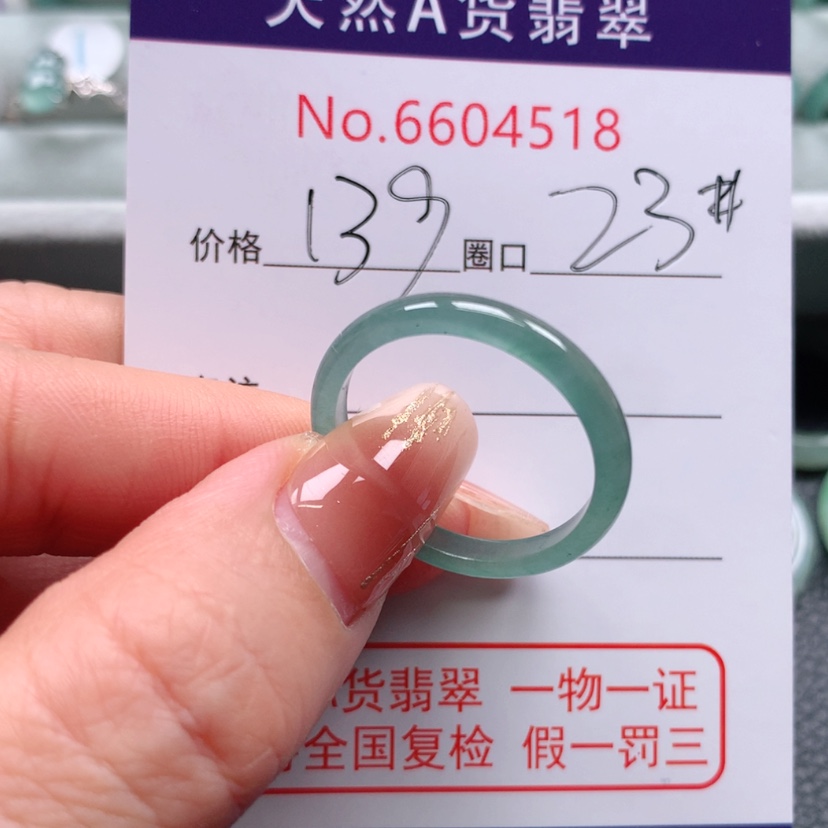 天然A货翡翠
No.6604518
价格 139 圈口 23#
货翡翠 一物一证
全国复检 假一罚三